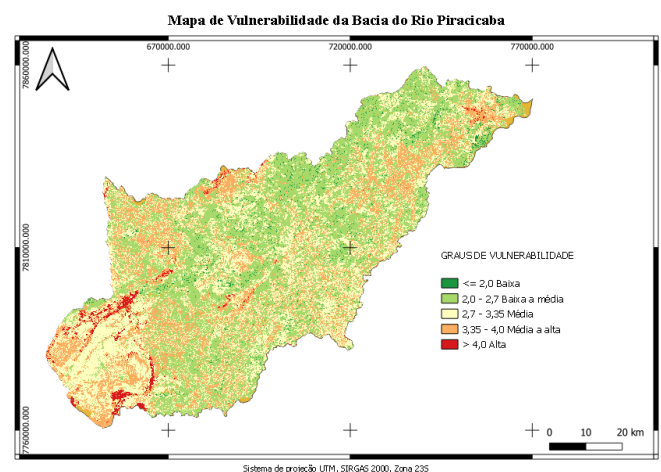 Mapa de Vulnerabilidade da Bacia do Rio Piracicaba
670000.000 720000.000 770000.000
7860000.000
7810000.000
7760000.000
GRAUS DE VULNERABILIDADE
<= 2,0 Baixa
2,0 - 2,7 Baixa a média
2,7 - 3,35 Média
3,35 - 4,0 Média a alta
> 4,0 Alta
0 10 20 km
Sistema de projeção UTM, SIRGAS 2000, Zona 23S